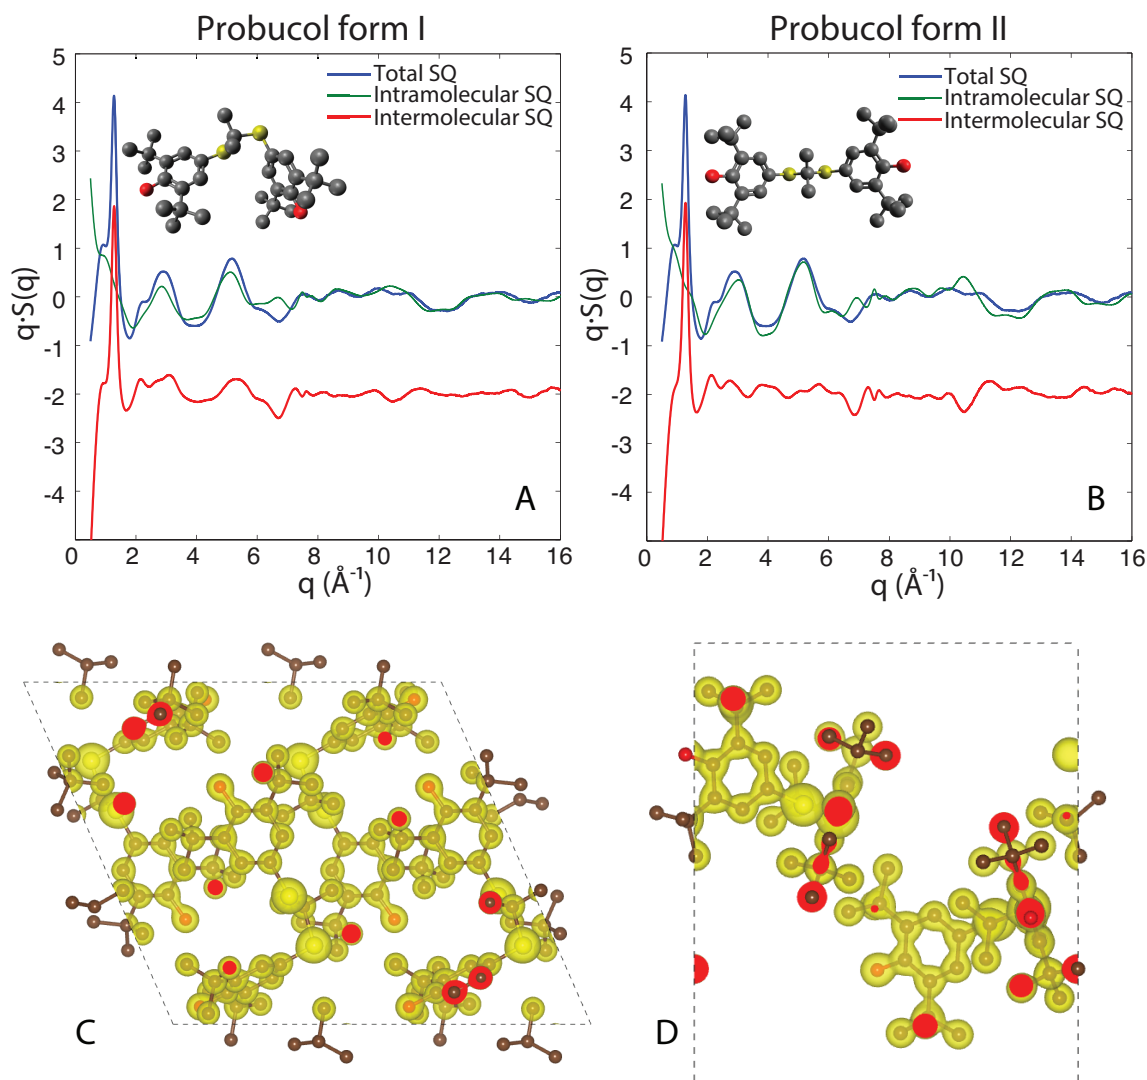 Probucol form I
Probucol form II
Total SQ
Intramolecular SQ
Intermolecular SQ
5
4
3
2
1
0
-1
-2
-3
-4
q·S(q)
A
0 2 4 6 8 10 12 14 16
q (Å⁻¹)
Total SQ
Intramolecular SQ
Intermolecular SQ
5
4
3
2
1
0
-1
-2
-3
-4
q·S(q)
B
0 2 4 6 8 10 12 14 16
q (Å⁻¹)
C
D